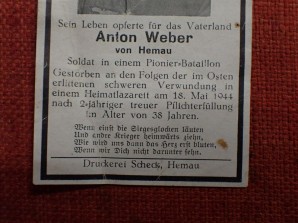 Sein Leben opferte für das Vaterland
Anton Weber
von Hemau
Soldat in einem Pionier-Bataillon
Gestorben an den Folgen der im Osten
erlittenen schweren Verwundung in
einem Heimatlazarett am 18. Mai 1944
nach 2-jähriger treuer Pflichterfüllung
im Alter von 38 Jahren.
Wenn einst die Siegesglocken läuten
Und andre Krieger heimwärts ziehn,
Wie wird uns dann das Herz erst bluten,
Wenn wir Dich nicht darunter sehn.
Druckerei Scheck, Hemau